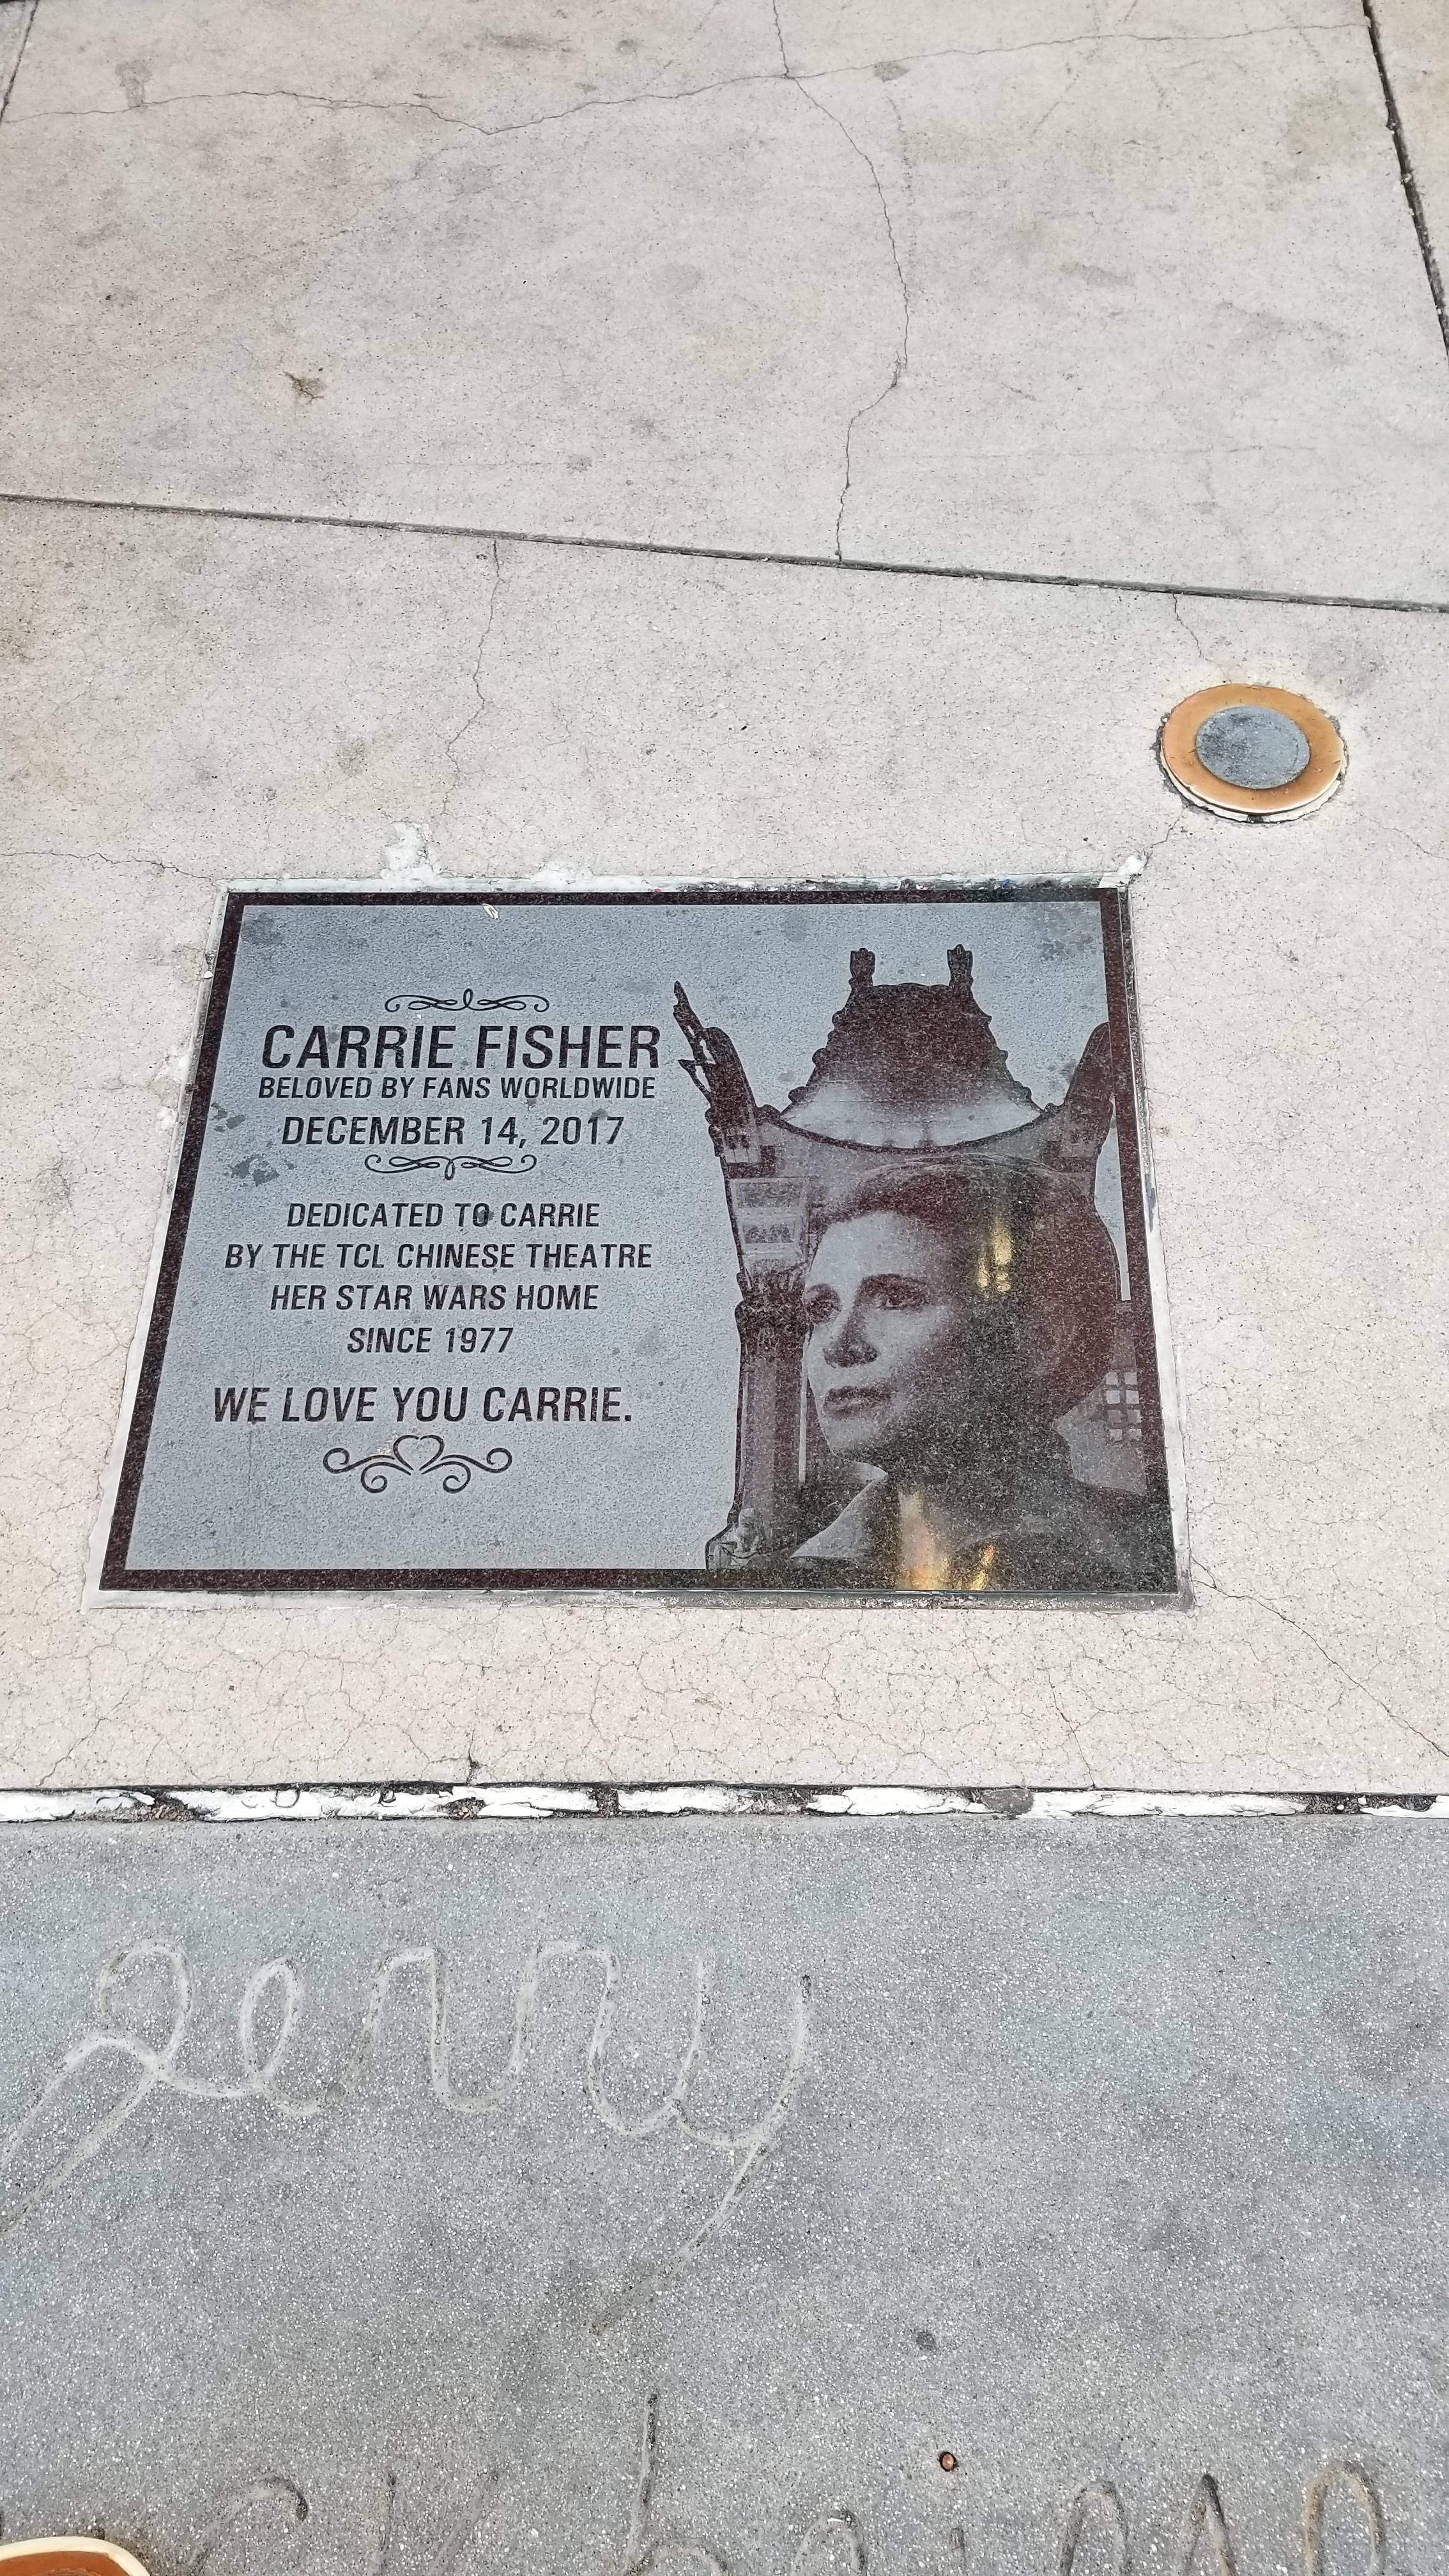 CARRIE FISHER
BELOVED BY FANS WORLDWIDE
DECEMBER 14, 2017
DEDICATED TO CARRIE
BY THE TCL CHINESE THEATRE
HER STAR WARS HOME
SINCE 1977
WE LOVE YOU CARRIE.